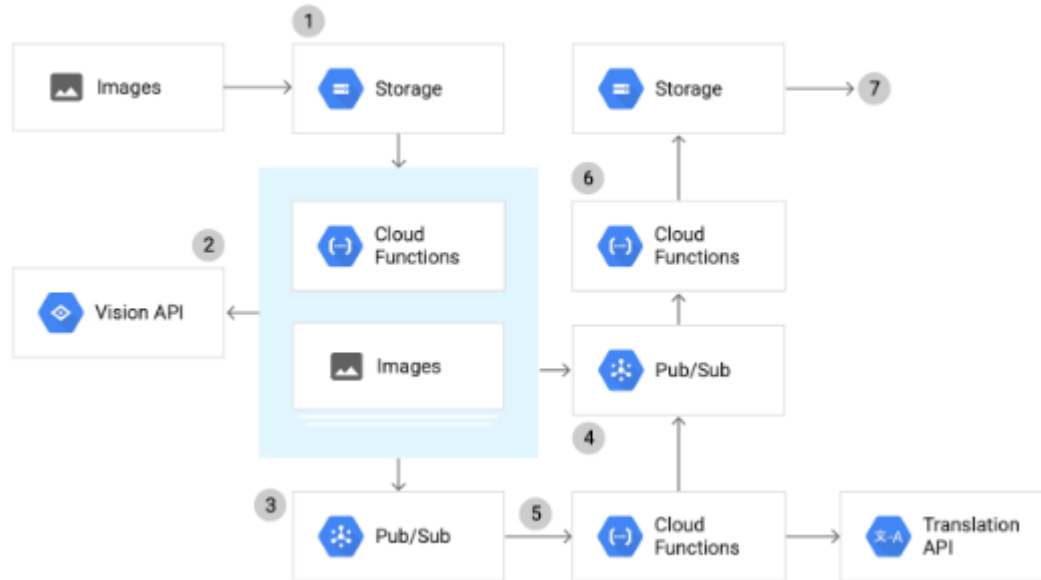 1
Images
Storage
Storage
7
6
Cloud
Functions
Cloud
Functions
2
Vision API
Images
Pub/Sub
4
3
Pub/Sub
5
Cloud
Functions
文-A
Translation
API